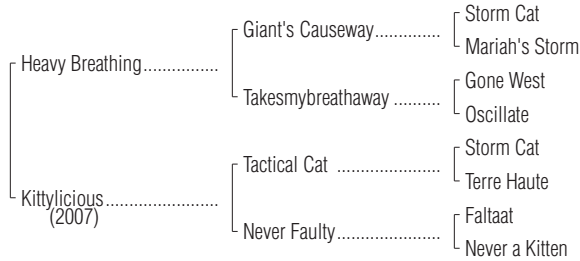 Storm Cat
Giant's Causeway..............
Mariah's Storm
Heavy Breathing................
Gone West
Takesmybreathaway ..........
Oscillate
Storm Cat
Tactical Cat ......................
Terre Haute
Kittylicious........................
(2007)
Faltaat
Never Faulty......................
Never a Kitten